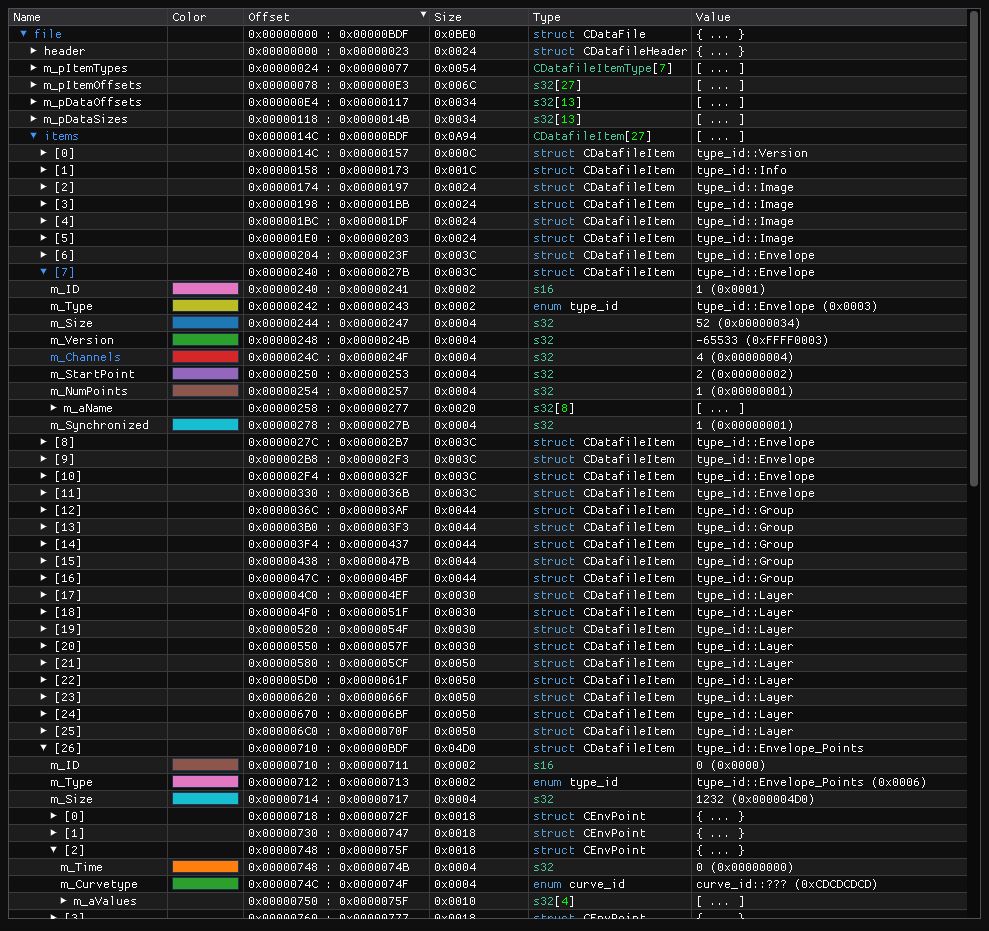 Name Color Offset Size Type Value
file 0x00000000 : 0x00000BDF 0x0BE0 struct CDataFile { ... }
header 0x00000000 : 0x00000023 0x0024 struct CDatafileHeader { ... }
m_pItemTypes 0x00000024 : 0x00000077 0x0054 CDatafileItemType[7] [ ... ]
m_pItemOffsets 0x00000078 : 0x000000E3 0x006C s32[27] [ ... ]
m_pDataOffsets 0x000000E4 : 0x00000117 0x0034 s32[13] [ ... ]
m_pDataSizes 0x00000118 : 0x0000014B 0x0034 s32[13] [ ... ]
items 0x0000014C : 0x00000BDF 0x0A94 CDatafileItem[27] [ ... ]
[0] 0x0000014C : 0x00000157 0x000C struct CDatafileItem type_id::Version
[1] 0x00000158 : 0x00000173 0x001C struct CDatafileItem type_id::Info
[2] 0x00000174 : 0x00000197 0x0024 struct CDatafileItem type_id::Image
[3] 0x00000198 : 0x000001BB 0x0024 struct CDatafileItem type_id::Image
[4] 0x000001BC : 0x000001DF 0x0024 struct CDatafileItem type_id::Image
[5] 0x000001E0 : 0x00000203 0x0024 struct CDatafileItem type_id::Image
[6] 0x00000204 : 0x0000023F 0x003C struct CDatafileItem type_id::Envelope
[7] 0x00000240 : 0x0000027B 0x003C struct CDatafileItem type_id::Envelope
m_ID 0x00000240 : 0x00000241 0x0002 s16 1 (0x0001)
m_Type 0x00000242 : 0x00000243 0x0002 enum type_id type_id::Envelope (0x0003)
m_Size 0x00000244 : 0x00000247 0x0004 s32 52 (0x00000034)
m_Version 0x00000248 : 0x0000024B 0x0004 s32 -65533 (0xFFFF0003)
m_Channels 0x0000024C : 0x0000024F 0x0004 s32 4 (0x00000004)
m_StartPoint 0x00000250 : 0x00000253 0x0004 s32 2 (0x00000002)
m_NumPoints 0x00000254 : 0x00000257 0x0004 s32 1 (0x00000001)
m_aName 0x00000258 : 0x00000277 0x0020 s32[8] [ ... ]
m_Synchronized 0x00000278 : 0x0000027B 0x0004 s32 1 (0x00000001)
[8] 0x0000027C : 0x000002B7 0x003C struct CDatafileItem type_id::Envelope
[9] 0x000002B8 : 0x000002F3 0x003C struct CDatafileItem type_id::Envelope
[10] 0x000002F4 : 0x0000032F 0x003C struct CDatafileItem type_id::Envelope
[11] 0x00000330 : 0x0000036B 0x003C struct CDatafileItem type_id::Envelope
[12] 0x0000036C : 0x000003AF 0x0044 struct CDatafileItem type_id::Group
[13] 0x000003B0 : 0x000003F3 0x0044 struct CDatafileItem type_id::Group
[14] 0x000003F4 : 0x00000437 0x0044 struct CDatafileItem type_id::Group
[15] 0x00000438 : 0x0000047B 0x0044 struct CDatafileItem type_id::Group
[16] 0x0000047C : 0x000004BF 0x0044 struct CDatafileItem type_id::Group
[17] 0x000004C0 : 0x000004EF 0x0030 struct CDatafileItem type_id::Layer
[18] 0x000004F0 : 0x0000051F 0x0030 struct CDatafileItem type_id::Layer
[19] 0x00000520 : 0x0000054F 0x0030 struct CDatafileItem type_id::Layer
[20] 0x00000550 : 0x0000057F 0x0030 struct CDatafileItem type_id::Layer
[21] 0x00000580 : 0x000005CF 0x0050 struct CDatafileItem type_id::Layer
[22] 0x000005D0 : 0x0000061F 0x0050 struct CDatafileItem type_id::Layer
[23] 0x00000620 : 0x0000066F 0x0050 struct CDatafileItem type_id::Layer
[24] 0x00000670 : 0x000006BF 0x0050 struct CDatafileItem type_id::Layer
[25] 0x000006C0 : 0x0000070F 0x0050 struct CDatafileItem type_id::Layer
[26] 0x00000710 : 0x00000BDF 0x04D0 struct CDatafileItem type_id::Envelope_Points
m_ID 0x00000710 : 0x00000711 0x0002 s16 0 (0x0000)
m_Type 0x00000712 : 0x00000713 0x0002 enum type_id type_id::Envelope_Points (0x0006)
m_Size 0x00000714 : 0x00000717 0x0004 s32 1232 (0x000004D0)
[0] 0x00000718 : 0x0000072F 0x0018 struct CEnvPoint { ... }
[1] 0x00000730 : 0x00000747 0x0018 struct CEnvPoint { ... }
[2] 0x00000748 : 0x0000075F 0x0018 struct CEnvPoint { ... }
m_Time 0x00000748 : 0x0000074B 0x0004 s32 0 (0x00000000)
m_Curvetype 0x0000074C : 0x0000074F 0x0004 enum curve_id curve_id::??? (0xCDCDCDCD)
m_aValues 0x00000750 : 0x0000075F 0x0010 s32[4] [ ... ]
[3] 0x00000760 : 0x00000777 0x0018 struct CEnvPoint { ... }